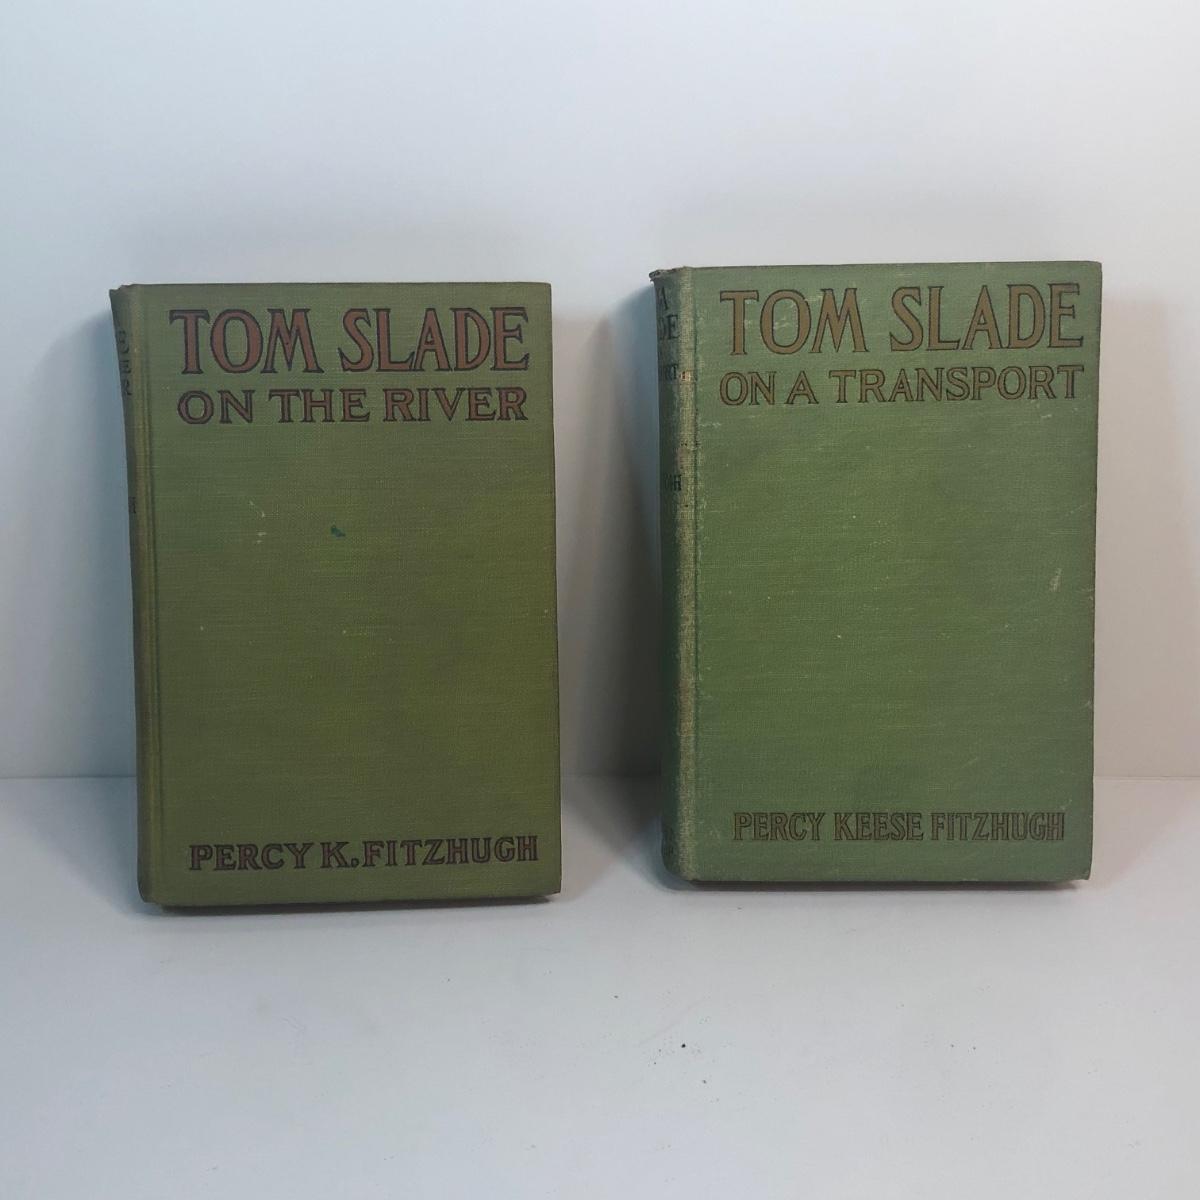 TOM SLADE
ON THE RIVER
PERCY K. FITZHUGH
TOM SLADE
ON A TRANSPORT
PERCY KEESE FITZHUGH